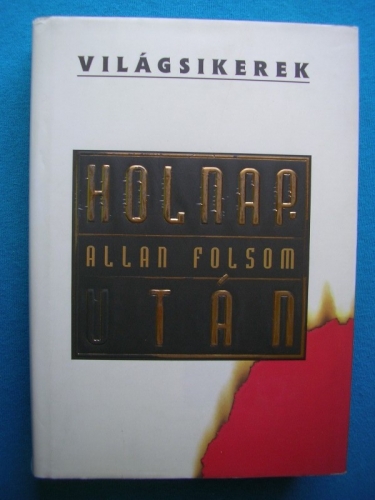 VILÁGSIKEREK
HOLNAP
ALLAN FOLSOM
UTÁN